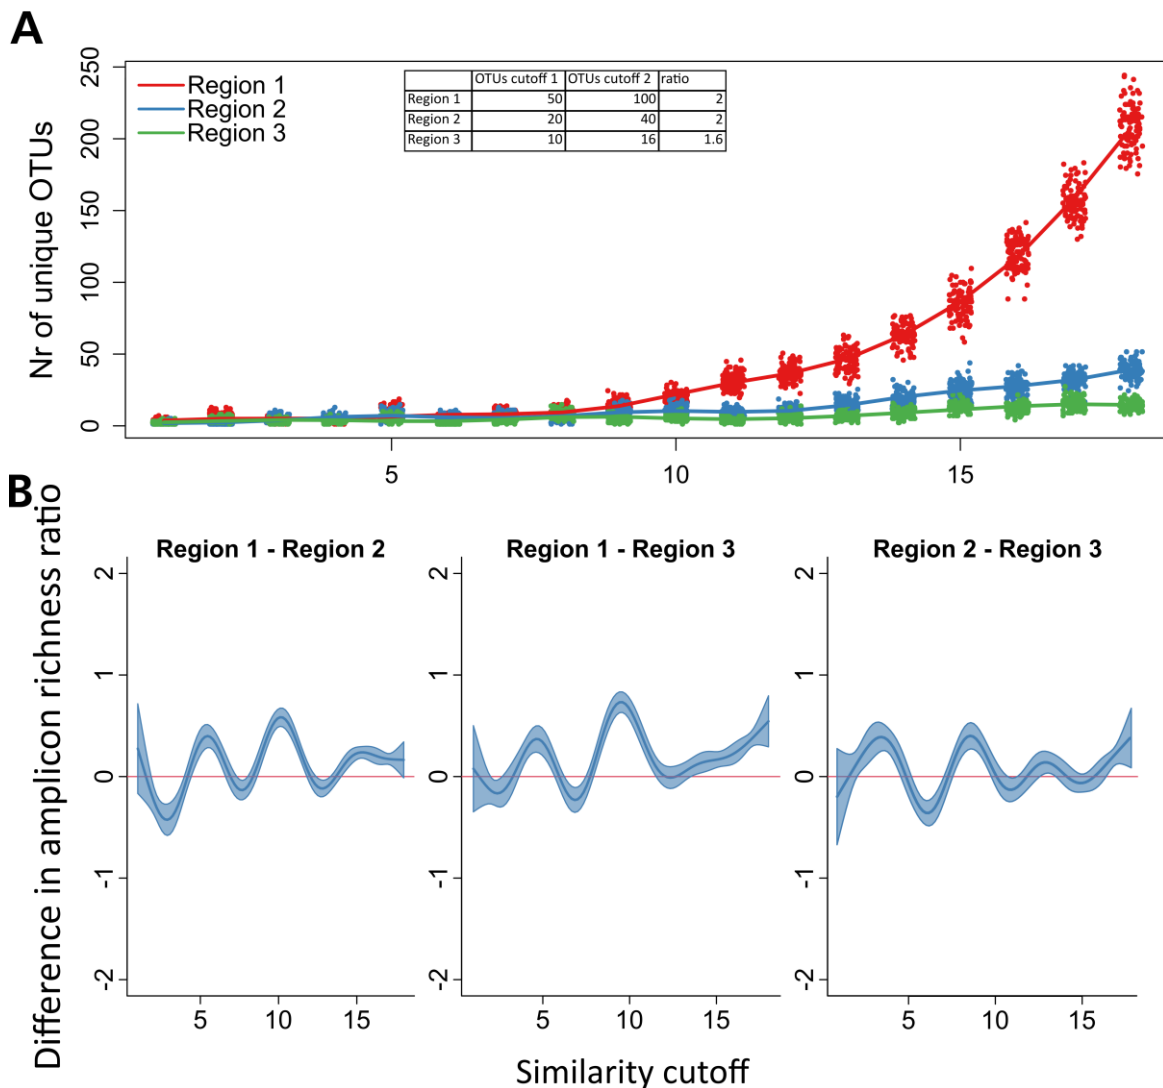 A
Nr of unique OTUs
250
200
150
100
50
0
Region 1
Region 2
Region 3
OTUs cutoff 1 OTUs cutoff 2 ratio
Region 1 50 100 2
Region 2 20 40 2
Region 3 10 16 1.6
5 10 15
B
Difference in amplicon richness ratio
Region 1 - Region 2
2
1
0
-1
-2
5 10 15
Region 1 - Region 3
2
1
0
-1
-2
5 10 15
Region 2 - Region 3
2
1
0
-1
-2
5 10 15
Similarity cutoff